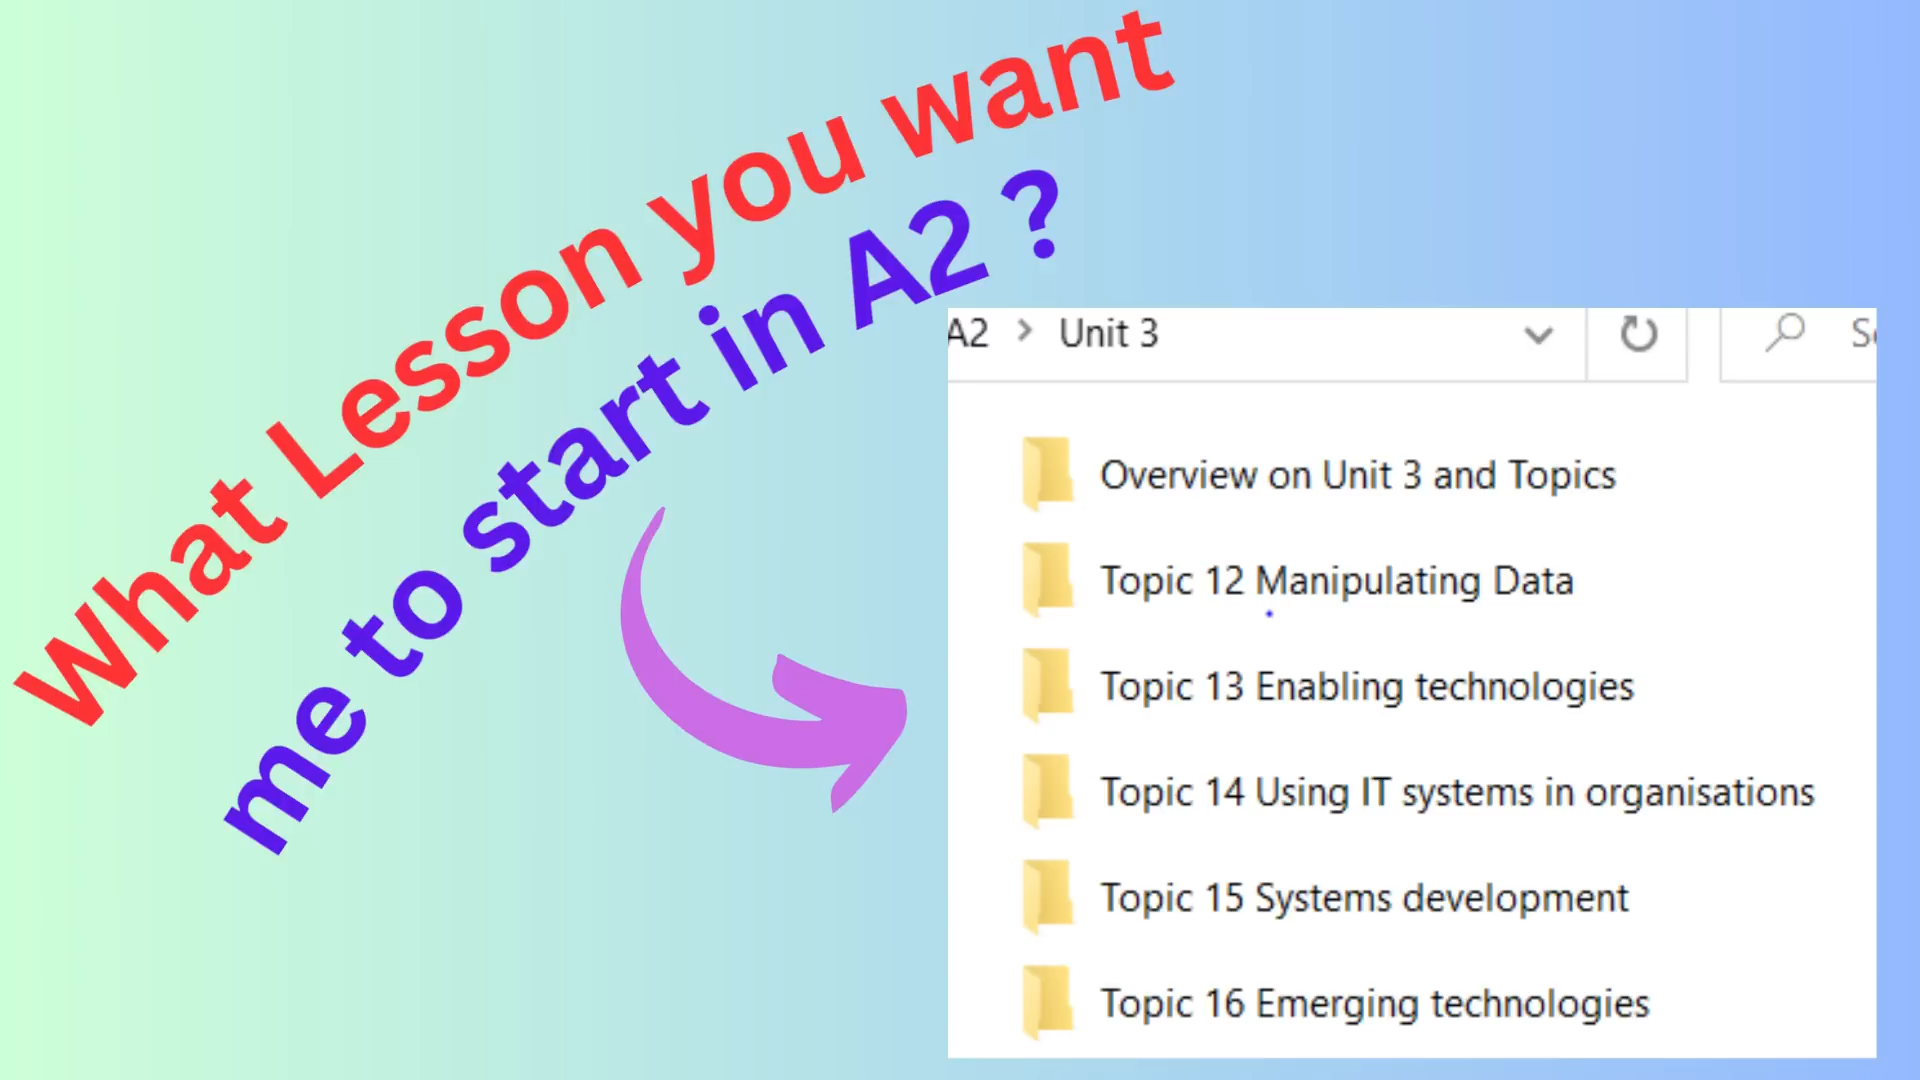 What Lesson you want
me to start in A2 ?
A2 > Unit 3
Overview on Unit 3 and Topics
Topic 12 Manipulating Data
Topic 13 Enabling technologies
Topic 14 Using IT systems in organisations
Topic 15 Systems development
Topic 16 Emerging technologies